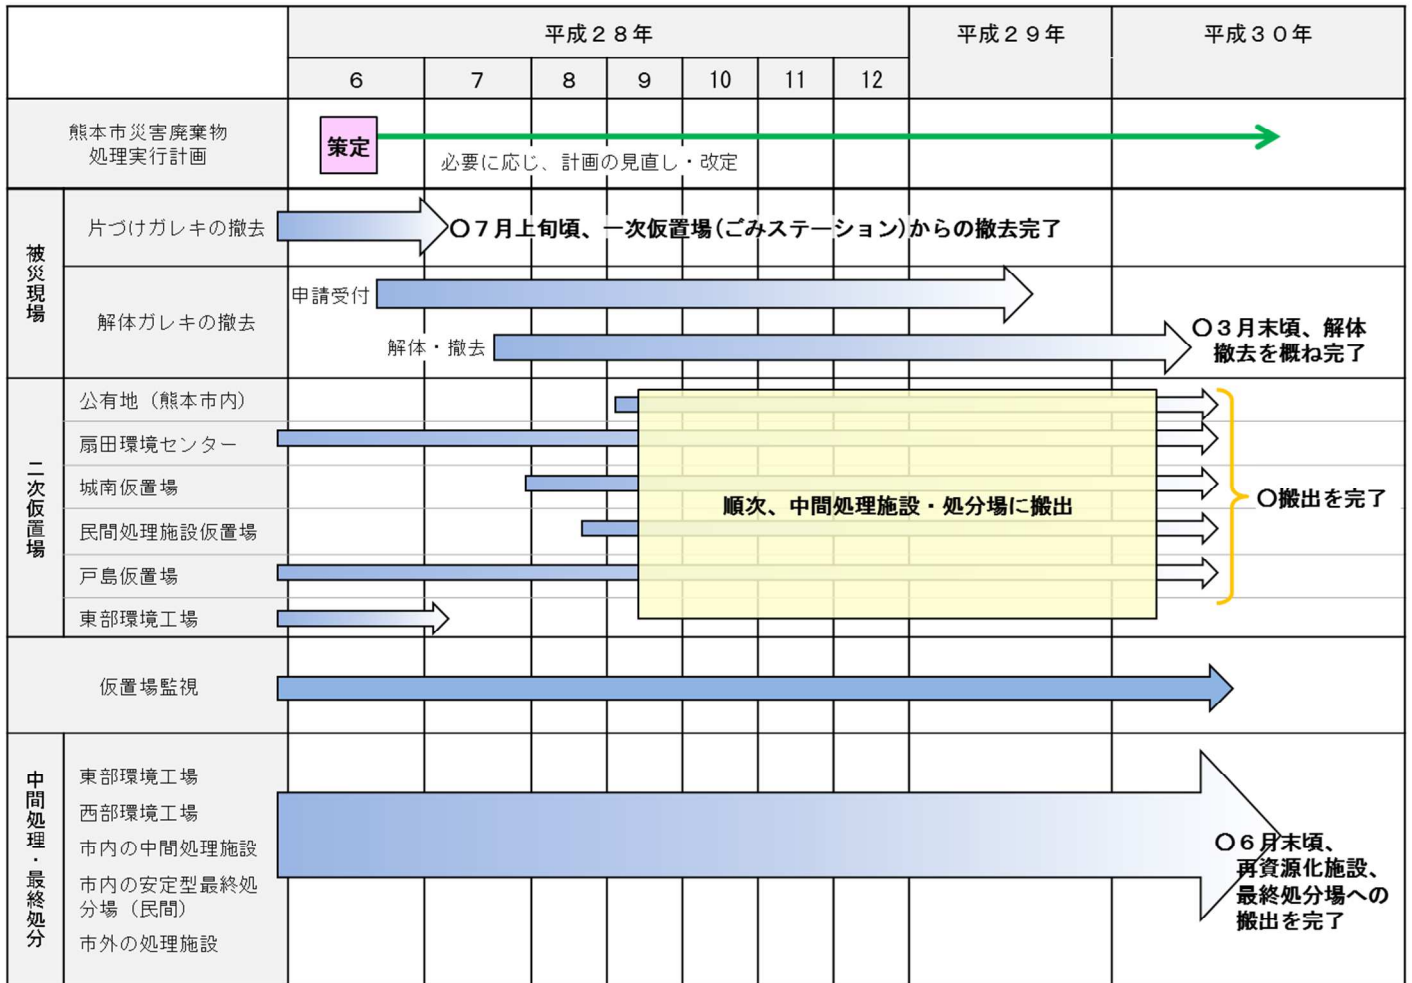 平成２８年
平成２９年
平成３０年
6
7
8
9
10
11
12
熊本市災害廃棄物
処理実行計画
策定
必要に応じ、計画の見直し・改定
被災現場
片づけガレキの撤去
〇７月上旬頃、一次仮置場(ごみステーション)からの撤去完了
解体ガレキの撤去
申請受付
解体・撤去
〇３月末頃、解体
撤去を概ね完了
二次仮置場
公有地（熊本市内）
扇田環境センター
城南仮置場
民間処理施設仮置場
戸島仮置場
東部環境工場
順次、中間処理施設・処分場に搬出
〇搬出を完了
仮置場監視
中間処理・最終処分
東部環境工場
西部環境工場
市内の中間処理施設
市内の安定型最終処
分場（民間）
市外の処理施設
〇６月末頃、
再資源化施設、
最終処分場への
搬出を完了